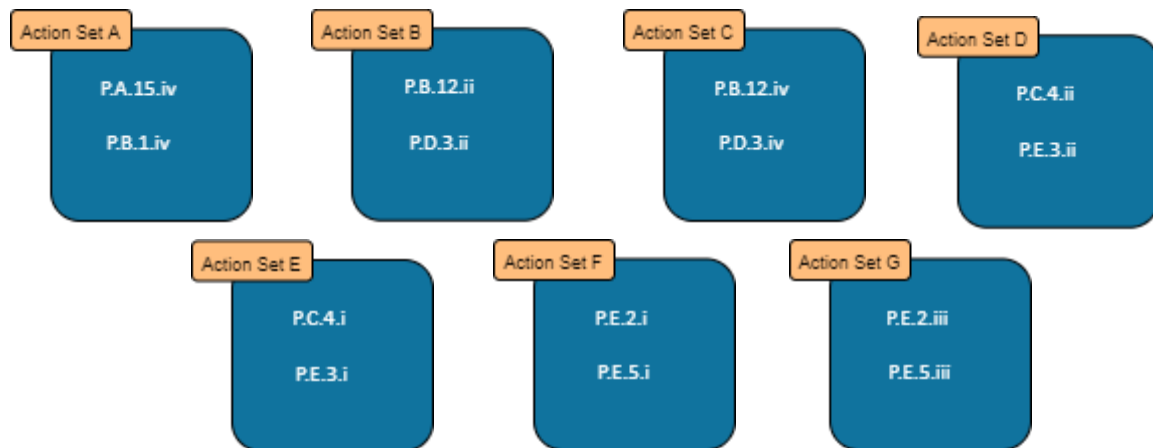 Action Set A
P.A.15.iv
P.B.1.iv
Action Set B
P.B.12.ii
P.D.3.ii
Action Set C
P.B.12.iv
P.D.3.iv
Action Set D
P.C.4.ii
P.E.3.ii
Action Set E
P.C.4.i
P.E.3.i
Action Set F
P.E.2.i
P.E.5.i
Action Set G
P.E.2.iii
P.E.5.iii